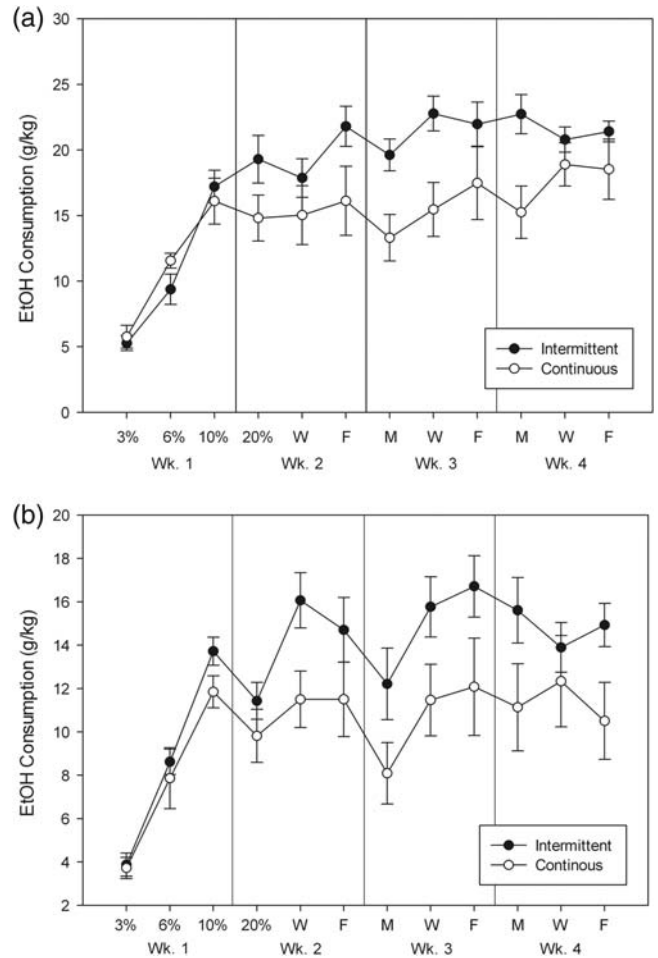 (a)
30
25
20
15
10
5
0
EtOH Consumption (g/kg)
Intermittent
Continuous
3% 6% 10% 20% W F M W F M W F
Wk. 1 Wk. 2 Wk. 3 Wk. 4
(b)
20
18
16
14
12
10
8
6
4
2
EtOH Consumption (g/kg)
Intermittent
Continous
3% 6% 10% 20% W F M W F M W F
Wk. 1 Wk. 2 Wk. 3 Wk. 4